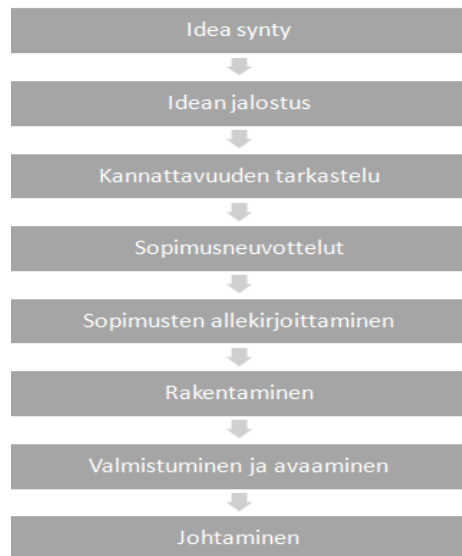 Idea synty
Idean jalostus
Kannattavuuden tarkastelu
Sopimusneuvottelut
Sopimusten allekirjoittaminen
Rakentaminen
Valmistuminen ja avaaminen
Johtaminen